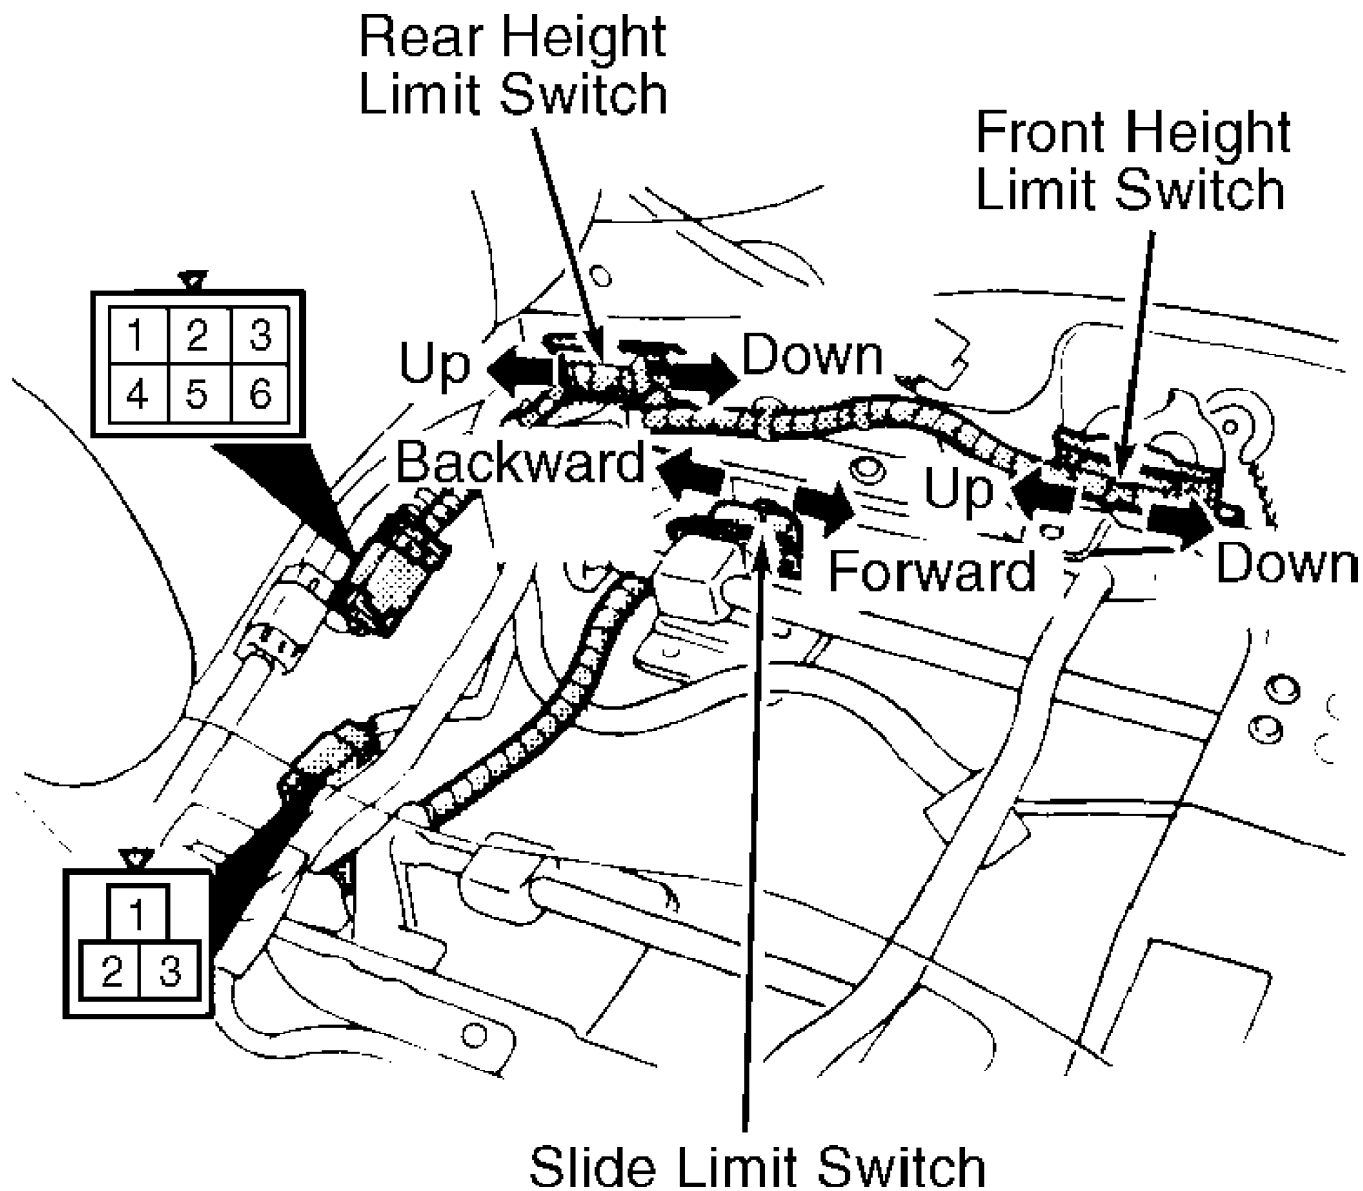 Rear Height
Limit Switch
Front Height
Limit Switch
1 2 3
4 5 6
Up
Down
Backward
Up
Forward
Down
1
2 3
Slide Limit Switch